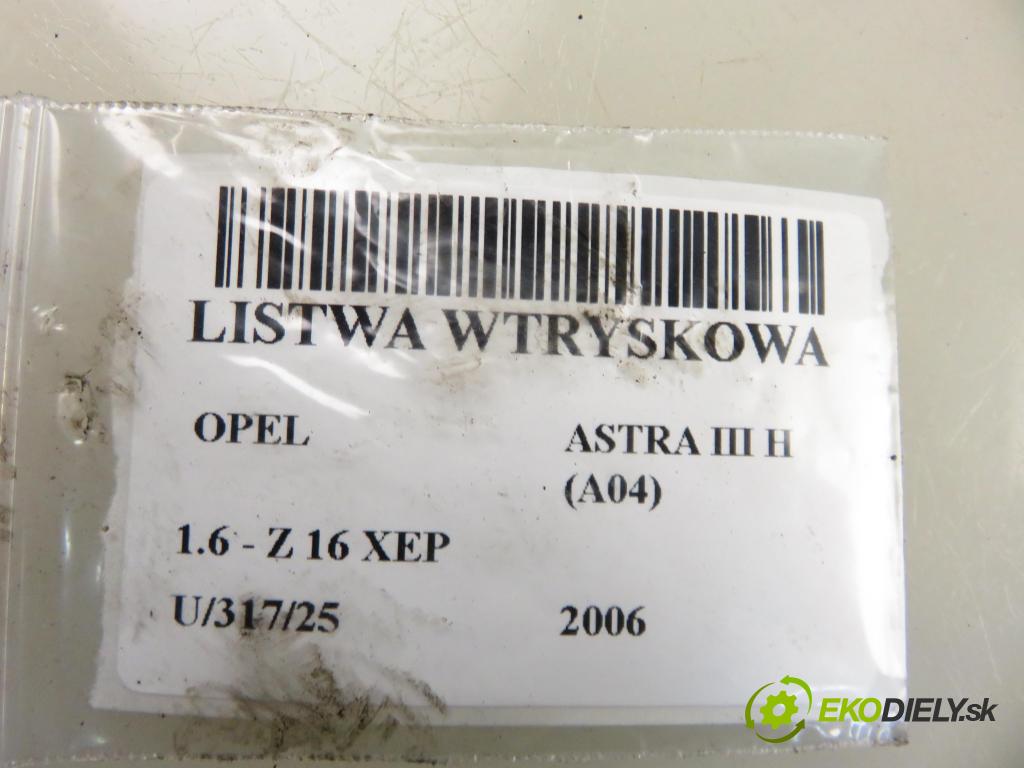 LISTWA WTRYSKOWA
OPEL
ASTRA III H
(A04)
1.6 - Z 16 XEP
U/317/25
2006
EKODIELY.sk